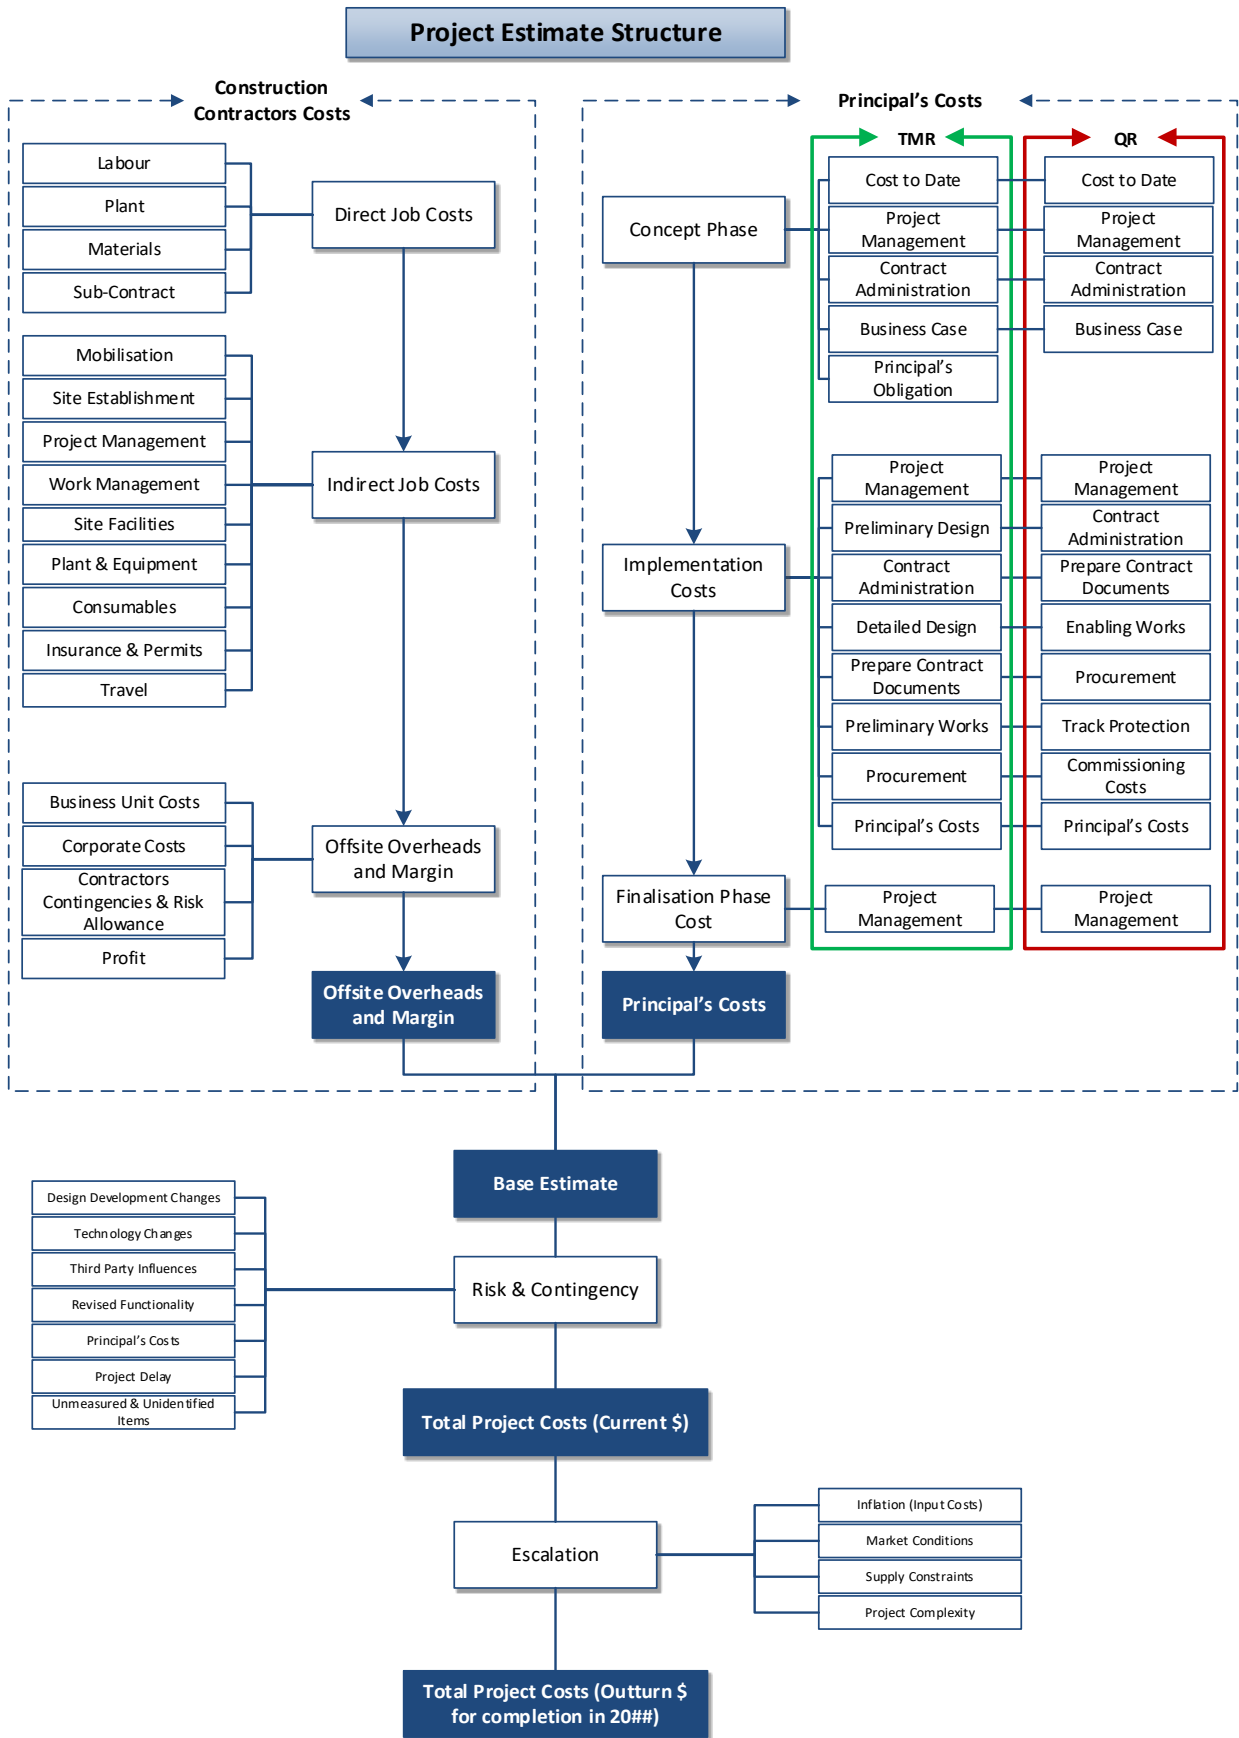 Project Estimate Structure
Construction
Contractors Costs
Labour
Plant
Materials
Sub-Contract
Direct Job Costs
Mobilisation
Site Establishment
Project Management
Work Management
Site Facilities
Plant & Equipment
Consumables
Insurance & Permits
Travel
Indirect Job Costs
Business Unit Costs
Corporate Costs
Contractors
Contingencies & Risk
Allowance
Profit
Offsite Overheads
and Margin
Offsite Overheads
and Margin
Principal's Costs
TMR
QR
Concept Phase
Cost to Date
Cost to Date
Project
Management
Project
Management
Contract
Administration
Contract
Administration
Business Case
Business Case
Principal's
Obligation
Implementation
Costs
Project
Management
Project
Management
Preliminary Design
Contract
Administration
Contract
Administration
Prepare Contract
Documents
Detailed Design
Enabling Works
Prepare Contract
Documents
Procurement
Preliminary Works
Track Protection
Procurement
Commissioning
Costs
Principal's Costs
Principal's Costs
Finalisation Phase
Cost
Project
Management
Project
Management
Principal's Costs
Base Estimate
Design Development Changes
Technology Changes
Third Party Influences
Revised Functionality
Principal's Costs
Project Delay
Unmeasured & Unidentified
Items
Risk & Contingency
Total Project Costs (Current $)
Escalation
Inflation (Input Costs)
Market Conditions
Supply Constraints
Project Complexity
Total Project Costs (Outturn $
for completion in 20##)